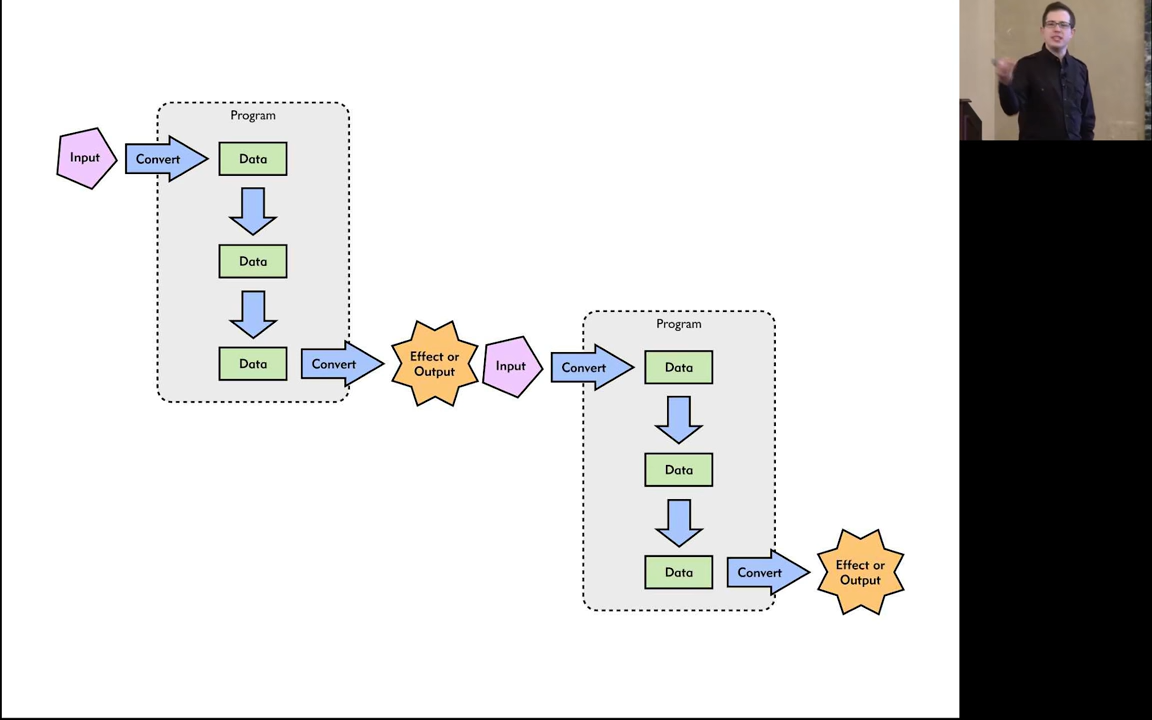 Program
Input
Convert
Data
Data
Data
Convert
Effect or
Output
Input
Program
Convert
Data
Data
Data
Convert
Effect or
Output